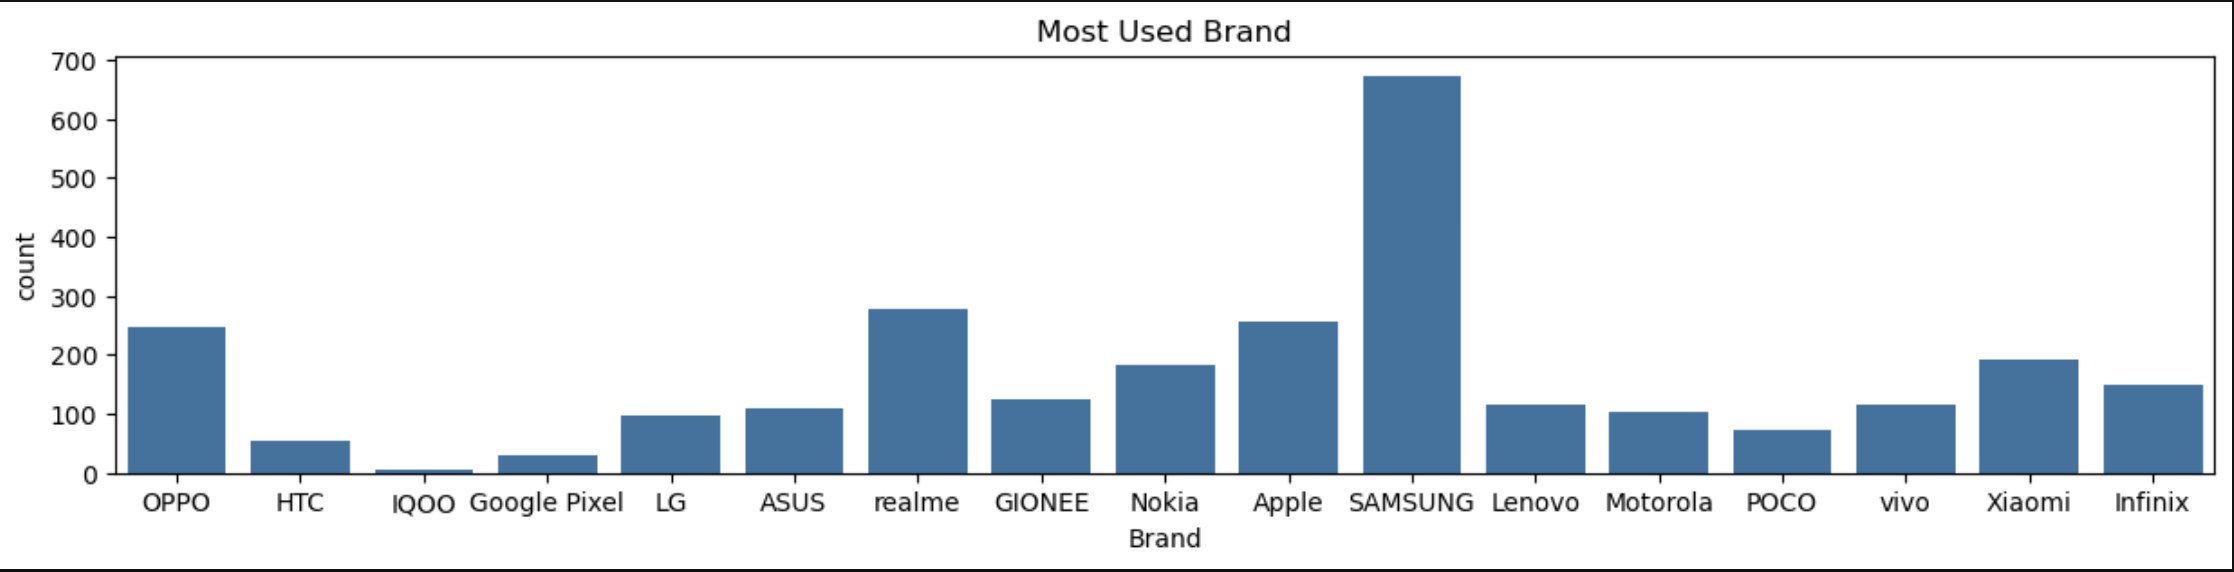 Most Used Brand
700
600
500
400
300
200
100
0
count
OPPO HTC IQOO Google Pixel LG ASUS realme GIONEE Nokia Apple SAMSUNG Lenovo Motorola POCO vivo Xiaomi Infinix
Brand